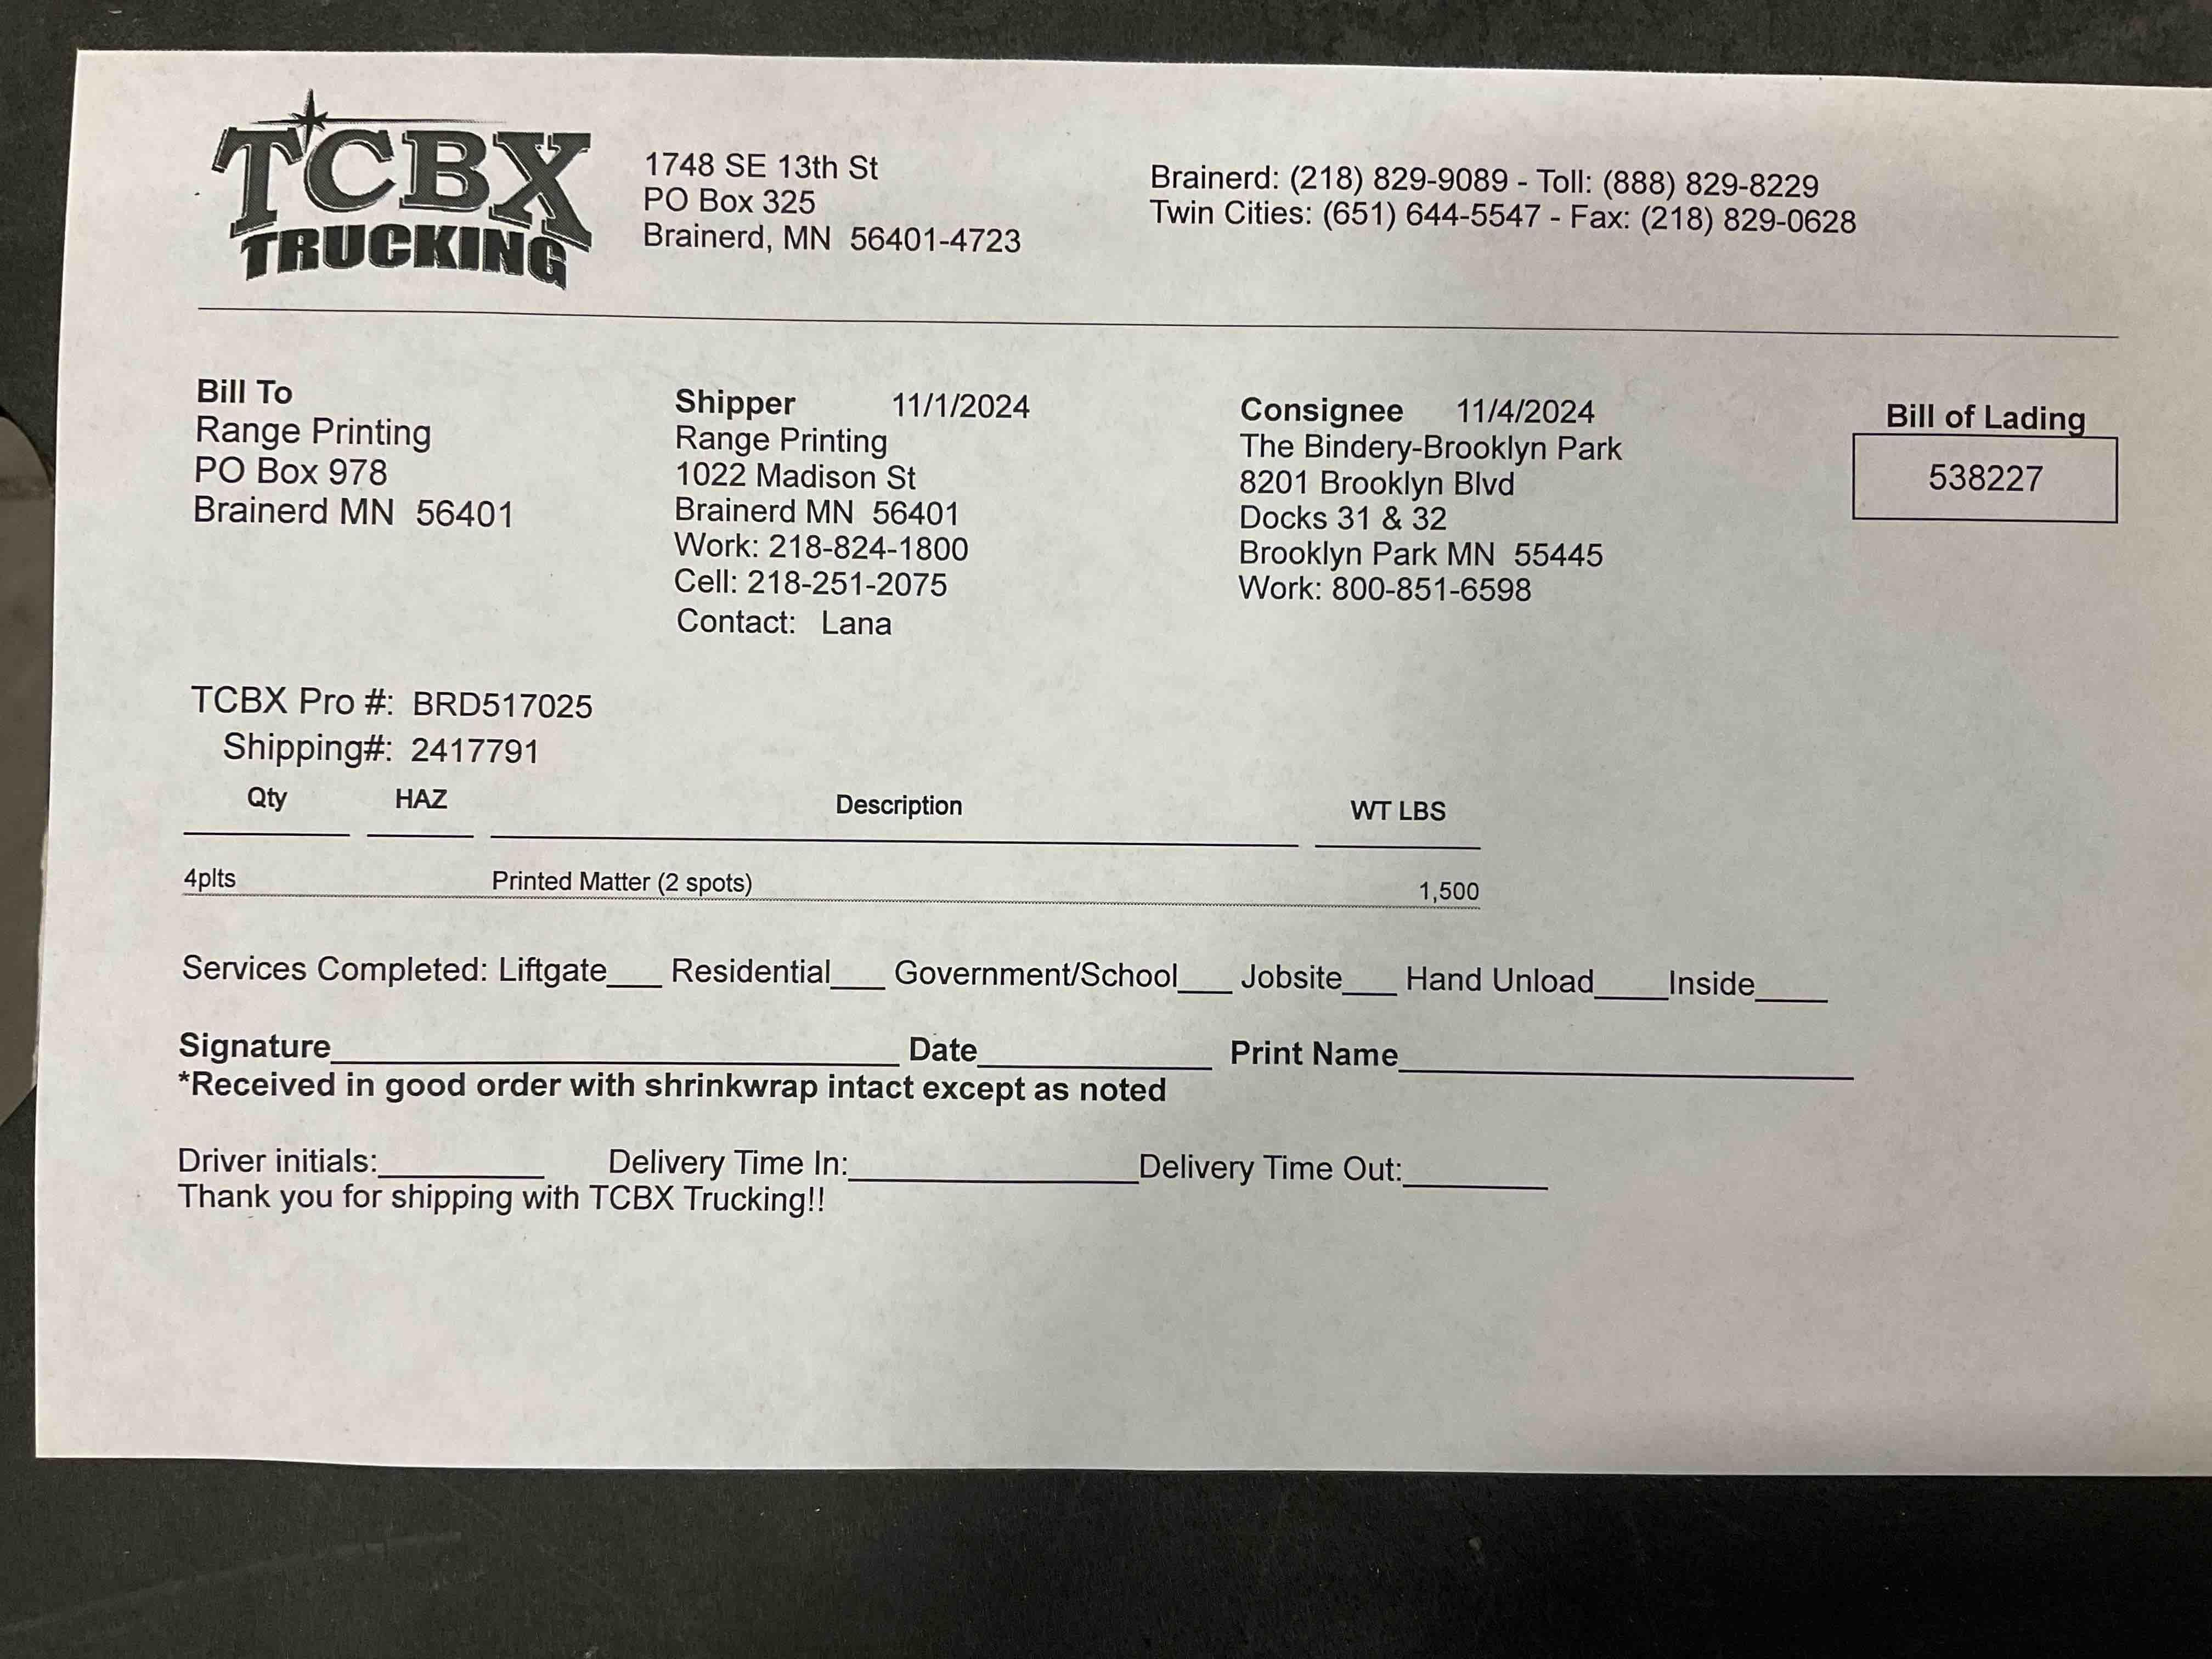 TCBX
TRUCKING
1748 SE 13th St
PO Box 325
Brainerd, MN 56401-4723
Brainerd: (218) 829-9089 - Toll: (888) 829-8229
Twin Cities: (651) 644-5547 - Fax: (218) 829-0628
Bill To
Range Printing
PO Box 978
Brainerd MN 56401
Shipper 11/1/2024
Range Printing
1022 Madison St
Brainerd MN 56401
Work: 218-824-1800
Cell: 218-251-2075
Contact: Lana
Consignee 11/4/2024
The Bindery-Brooklyn Park
8201 Brooklyn Blvd
Docks 31 & 32
Brooklyn Park MN 55445
Work: 800-851-6598
Bill of Lading
538227
TCBX Pro #: BRD517025
Shipping#: 2417791
Qty HAZ Description WT LBS
4plts Printed Matter (2 spots) 1,500
Services Completed: Liftgate___ Residential___ Government/School___ Jobsite___ Hand Unload____Inside____
Signature________________________________ Date_____________ Print Name__________________________
*Received in good order with shrinkwrap intact except as noted
Driver initials:_________ Delivery Time In:________________Delivery Time Out:________
Thank you for shipping with TCBX Trucking!!